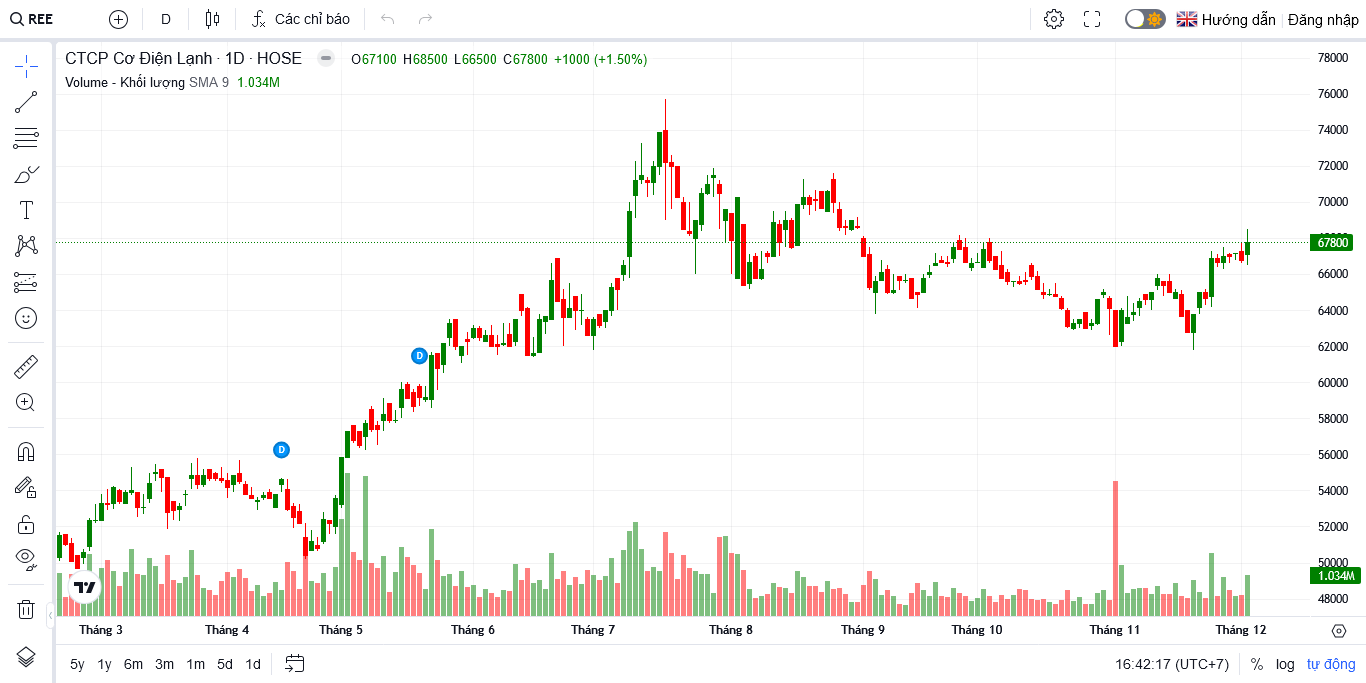 REE D Các chỉ báo Hướng dẫn Đăng nhập
CTCP Cơ Điện Lạnh · 1D · HOSE O67100 H68500 L66500 C67800 +1000 (+1.50%)
Volume - Khối lượng SMA 9 1.034M
78000
76000
74000
72000
70000
67800
66000
64000
62000
60000
58000
56000
54000
52000
50000
1.034M
48000
D
D
Tháng 3 Tháng 4 Tháng 5 Tháng 6 Tháng 7 Tháng 8 Tháng 9 Tháng 10 Tháng 11 Tháng 12
5y 1y 6m 3m 1m 5d 1d 16:42:17 (UTC+7) % log tự động